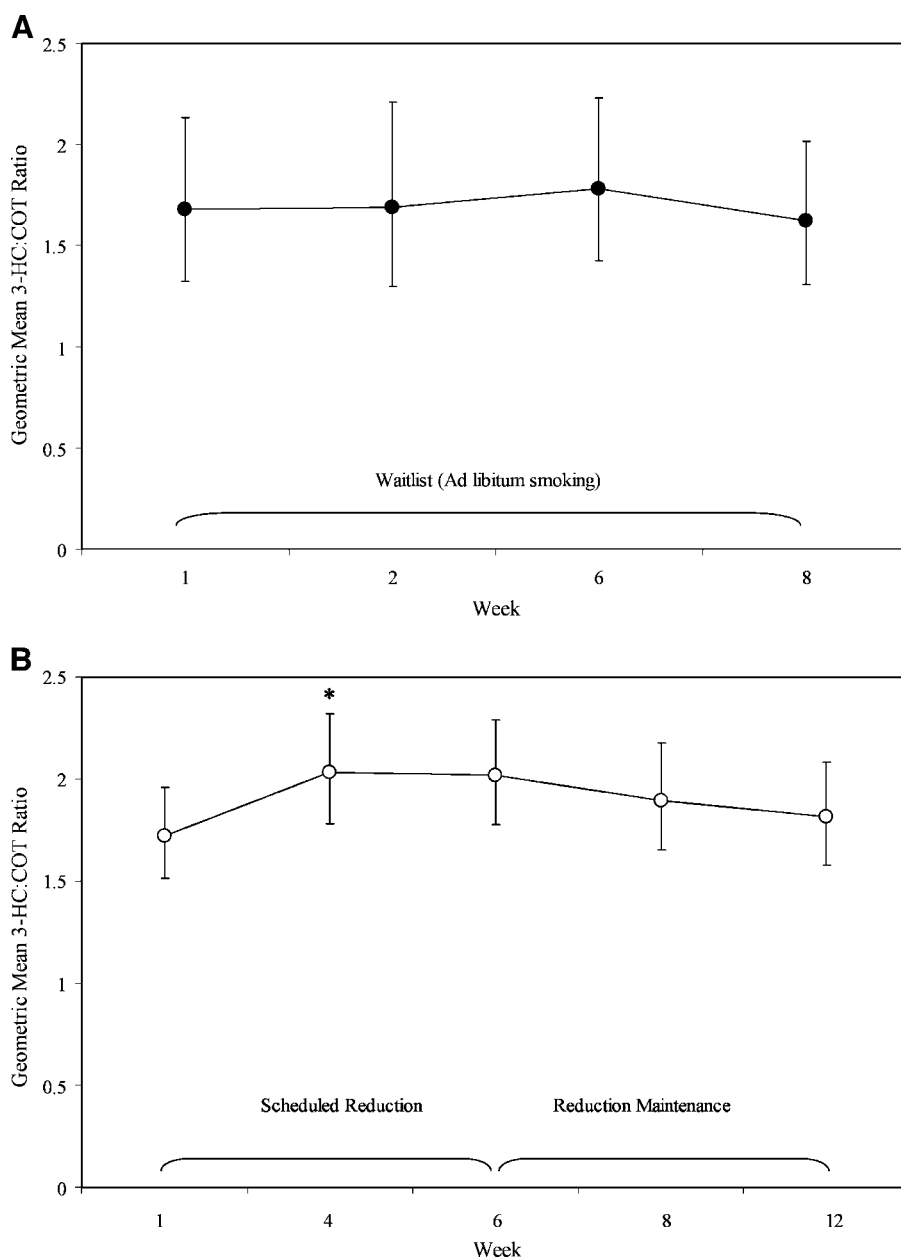 A
Geometric Mean 3-HC:COT Ratio
2.5
2
1.5
1
0.5
0
Waitlist (Ad libitum smoking)
1 2 6 8
Week
B
Geometric Mean 3-HC:COT Ratio
2.5
2
1.5
1
0.5
0
*
Scheduled Reduction Reduction Maintenance
1 4 6 8 12
Week